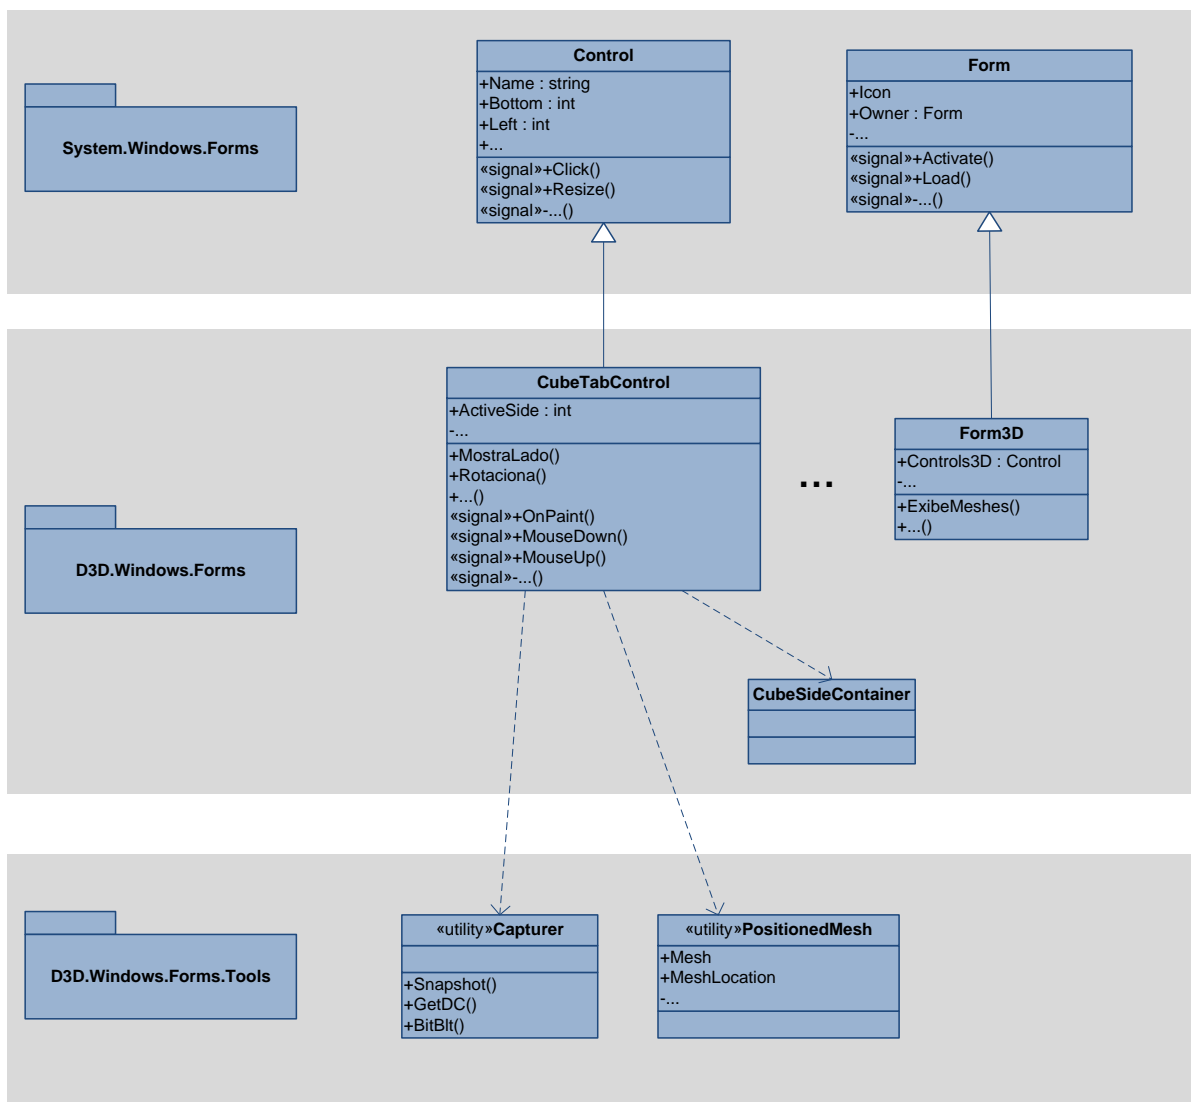 System.Windows.Forms
Control
+Name : string
+Bottom : int
+Left : int
+...
«signal»+Click()
«signal»+Resize()
«signal»-...()
Form
+Icon
+Owner : Form
-...
«signal»+Activate()
«signal»+Load()
«signal»-...()
D3D.Windows.Forms
CubeTabControl
+ActiveSide : int
-...
+MostraLado()
+Rotaciona()
+...()
«signal»+OnPaint()
«signal»+MouseDown()
«signal»+MouseUp()
«signal»-...()
...
Form3D
+Controls3D : Control
-...
+ExibeMeshes()
+...()
CubeSideContainer
D3D.Windows.Forms.Tools
«utility»Capturer
+Snapshot()
+GetDC()
+BitBlt()
«utility»PositionedMesh
+Mesh
+MeshLocation
-...